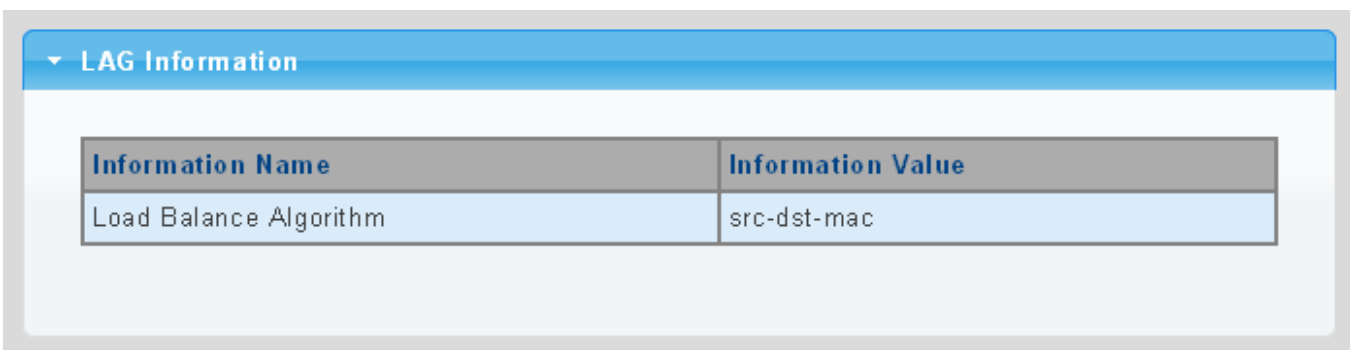 LAG Information
Information Name Information Value
Load Balance Algorithm src-dst-mac